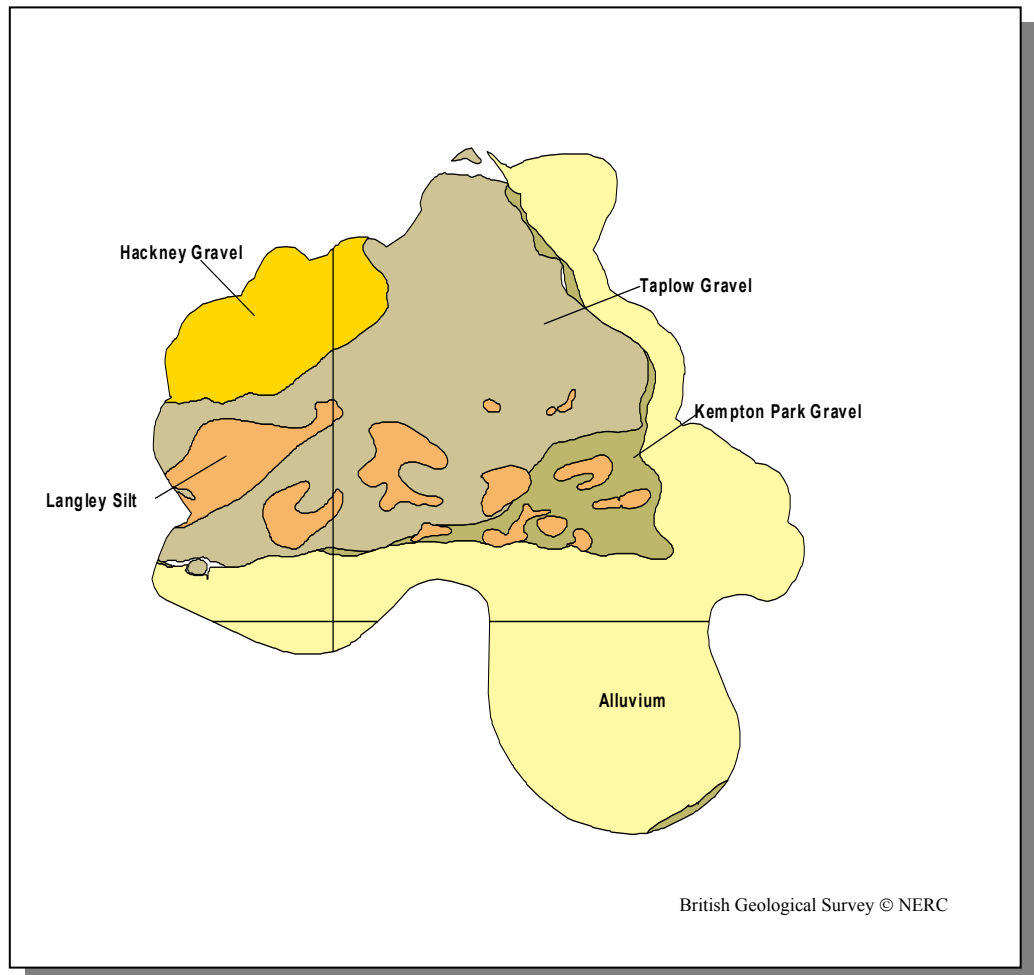 Hackney Gravel
Taplow Gravel
Kempton Park Gravel
Langley Silt
Alluvium
British Geological Survey © NERC